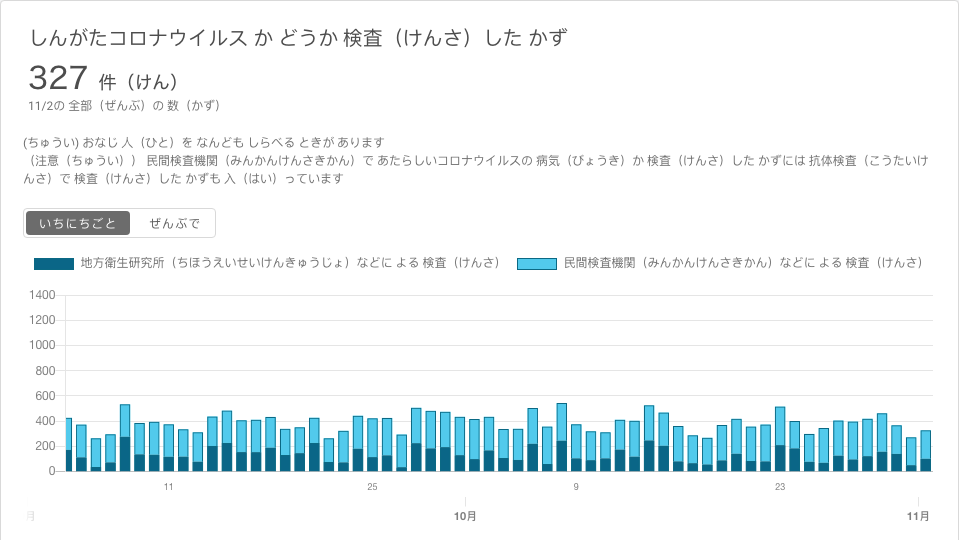 しんがたコロナウイルス か どうか 検査（けんさ）した かず
327 件（けん）
11/2の 全部（ぜんぶ）の 数（かず）
(ちゅうい) おなじ 人（ひと）を なんども しらべる ときが あります
（注意（ちゅうい）） 民間検査機関（みんかんけんさきかん）で あたらしいコロナウイルスの 病気（びょうき）か 検査（けんさ）した かずには 抗体検査（こうたいけ
んさ）で 検査（けんさ）した かずも 入（はい）っています
いちにちごと ぜんぶで
地方衛生研究所（ちほうえいせいけんきゅうじょ）などに よる 検査（けんさ） 民間検査機関（みんかんけんさきかん）などに よる 検査（けんさ）
1400
1200
1000
800
600
400
200
0
11 25 9 23
月 10月 11月